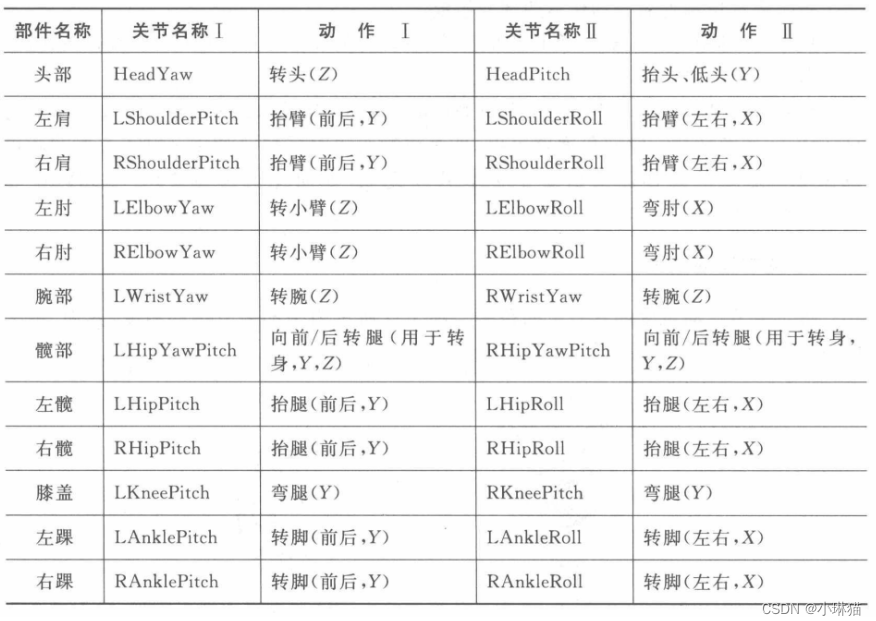 部件名称 关节名称Ⅰ 动 作 Ⅰ 关节名称Ⅱ 动 作 Ⅱ
头部 HeadYaw 转头(Z) HeadPitch 抬头、低头(Y)
左肩 LShoulderPitch 抬臂(前后,Y) LShoulderRoll 抬臂(左右,X)
右肩 RShoulderPitch 抬臂(前后,Y) RShoulderRoll 抬臂(左右,X)
左肘 LElbowYaw 转小臂(Z) LElbowRoll 弯肘(X)
右肘 RElbowYaw 转小臂(Z) RElbowRoll 弯肘(X)
腕部 LWristYaw 转腕(Z) RWristYaw 转腕(Z)
髋部 LHipYawPitch 向前/后转腿(用于转 RHipYawPitch 向前/后转腿(用于转身,
身,Y,Z) Y,Z)
左髋 LHipPitch 抬腿(前后,Y) LHipRoll 抬腿(左右,X)
右髋 RHipPitch 抬腿(前后,Y) RHipRoll 抬腿(左右,X)
膝盖 LKneePitch 弯腿(Y) RKneePitch 弯腿(Y)
左踝 LAnklePitch 转脚(前后,Y) LAnkleRoll 转脚(左右,X)
右踝 RAnklePitch 转脚(前后,Y) RAnkleRoll 转脚(左右,X)
CSDN @小琳猫